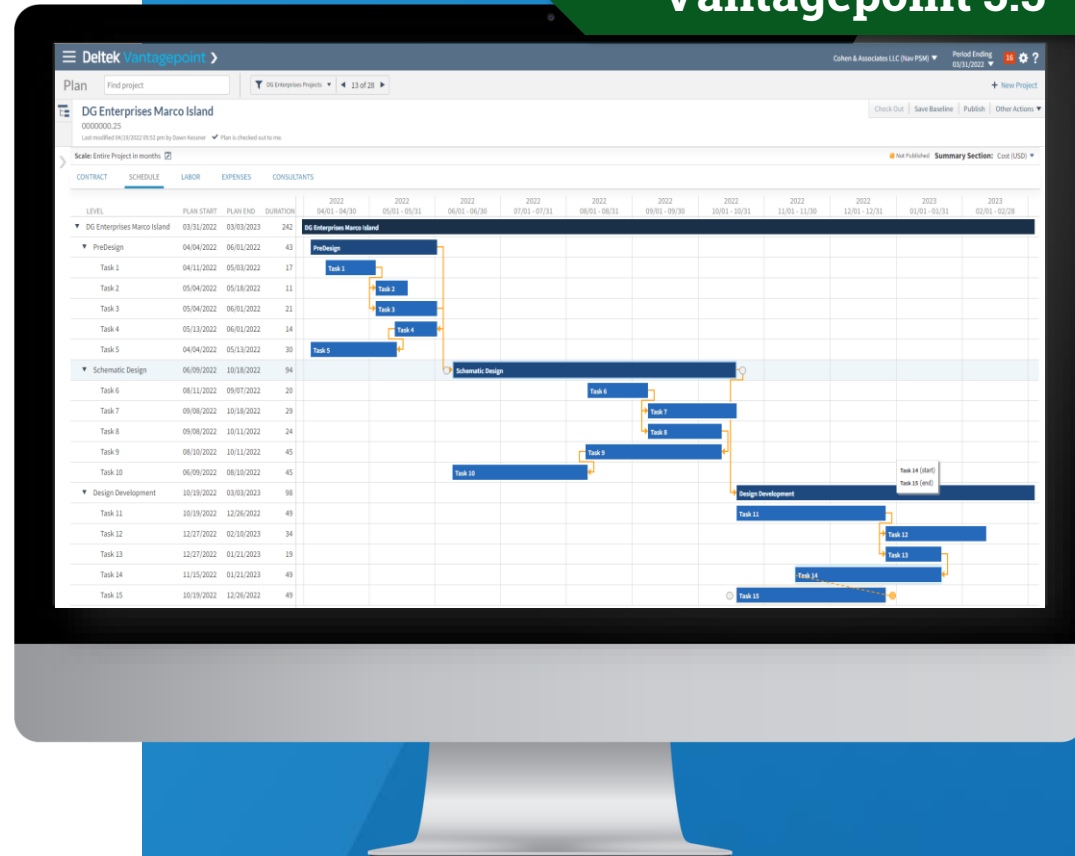 Vantagepoint 5.5
Deltek Vantagepoint
Cohen & Associates LLC (Nav PSM) Period Ending 03/31/2022 16 ?
Plan Find project DG Enterprises Projects 13 of 28 + New Project
DG Enterprises Marco Island Check Out Save Baseline Publish Other Actions
0000000.25
Last modified 04/19/2022 05:52 pm by Dawn Kessner Plan is checked out to me.
Scale: Entire Project in months Not Published Summary Section: Cost (USD)
CONTRACT SCHEDULE LABOR EXPENSES CONSULTANTS
2022 2022 2022 2022 2022 2022 2022 2022 2022 2023 2023
LEVEL PLAN START PLAN END DURATION 04/01 - 04/30 05/01 - 05/31 06/01 - 06/30 07/01 - 07/31 08/01 - 08/31 09/01 - 09/30 10/01 - 10/31 11/01 - 11/30 12/01 - 12/31 01/01 - 01/31 02/01 - 02/28
DG Enterprises Marco Island 03/31/2022 03/03/2023 242 DG Enterprises Marco Island
PreDesign 04/04/2022 06/01/2022 43 PreDesign
Task 1 04/11/2022 05/03/2022 17 Task 1
Task 2 05/04/2022 05/18/2022 11 Task 2
Task 3 05/04/2022 06/01/2022 21 Task 3
Task 4 05/13/2022 06/01/2022 14 Task 4
Task 5 04/04/2022 05/13/2022 30 Task 5
Schematic Design 06/09/2022 10/18/2022 94 Schematic Design
Task 6 08/11/2022 09/07/2022 20 Task 6
Task 7 09/08/2022 10/18/2022 29 Task 7
Task 8 09/08/2022 10/11/2022 24 Task 8
Task 9 08/10/2022 10/11/2022 45 Task 9
Task 10 06/09/2022 08/10/2022 45 Task 10
Task 14 (start)
Task 15 (end)
Design Development 10/19/2022 03/03/2023 98 Design Development
Task 11 10/19/2022 12/26/2022 49 Task 11
Task 12 12/27/2022 02/10/2023 34 Task 12
Task 13 12/27/2022 01/21/2023 19 Task 13
Task 14 11/15/2022 01/21/2023 49 Task 14
Task 15 10/19/2022 12/26/2022 49 Task 15